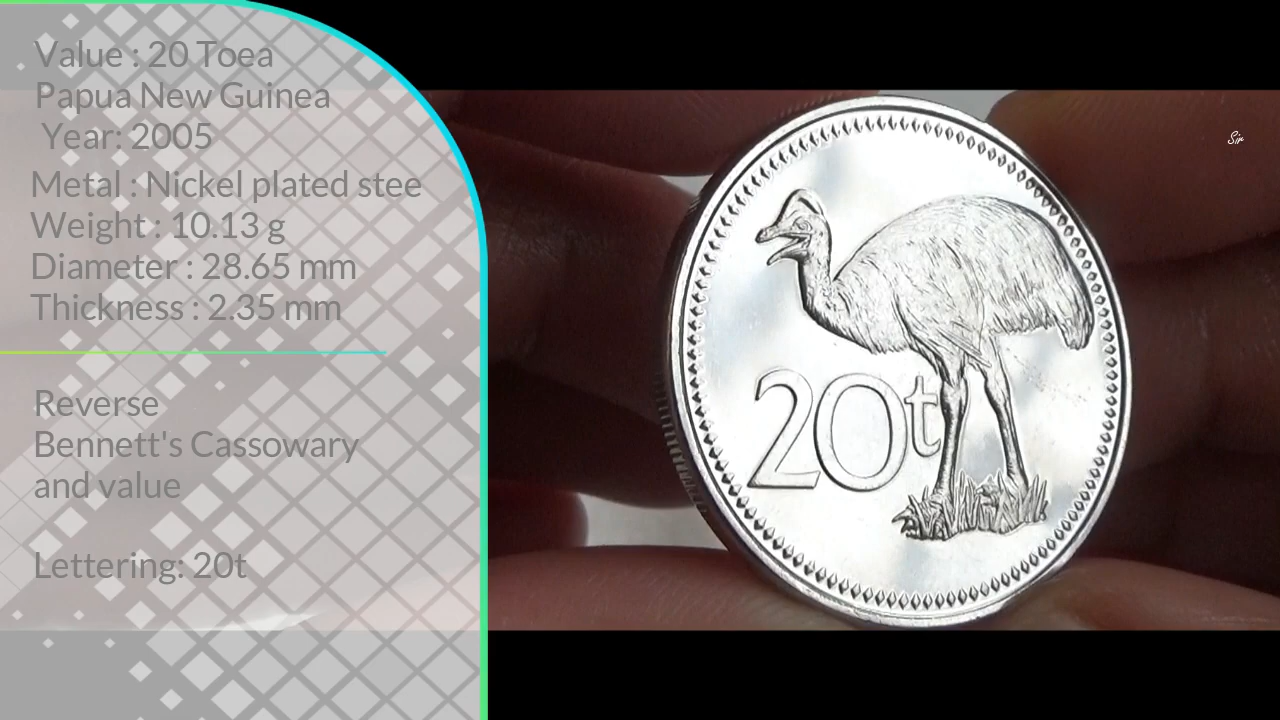 Value : 20 Toea
Papua New Guinea
Year: 2005
Metal : Nickel plated stee
Weight : 10.13 g
Diameter : 28.65 mm
Thickness : 2.35 mm
Reverse
Bennett's Cassowary
and value
Lettering: 20t
20t
Sir